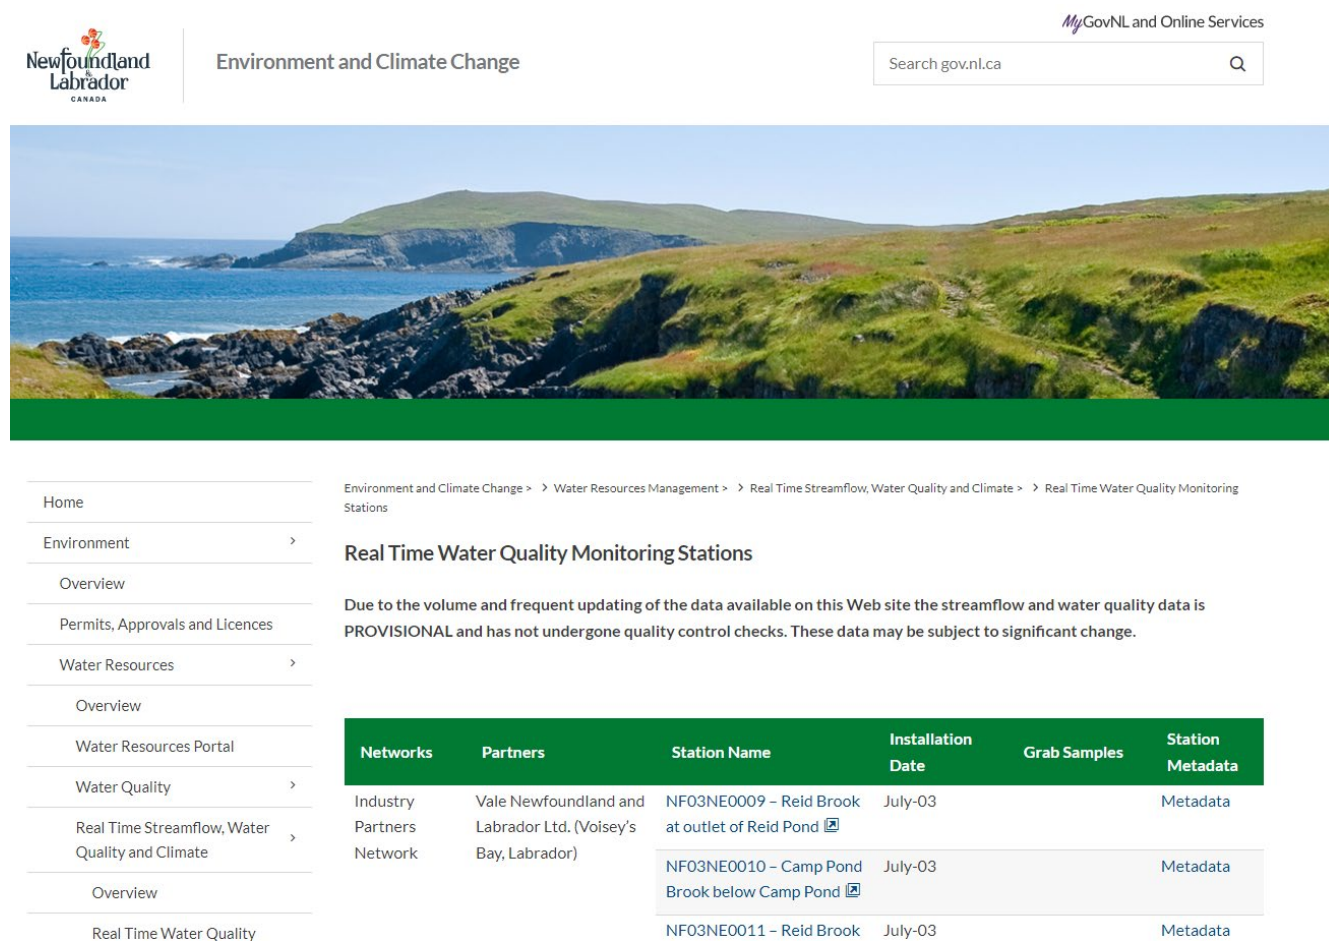 MyGovNL and Online Services
Newfoundland
&
Labrador
CANADA
Environment and Climate Change
Search gov.nl.ca
Home
Environment
Overview
Permits, Approvals and Licences
Water Resources
Overview
Water Resources Portal
Water Quality
Real Time Streamflow, Water
Quality and Climate
Overview
Real Time Water Quality
Environment and Climate Change > > Water Resources Management > > Real Time Streamflow, Water Quality and Climate > > Real Time Water Quality Monitoring
Stations
Real Time Water Quality Monitoring Stations
Due to the volume and frequent updating of the data available on this Web site the streamflow and water quality data is
PROVISIONAL and has not undergone quality control checks. These data may be subject to significant change.
Networks Partners Station Name Installation Date Grab Samples Station Metadata
Industry
Partners
Network
Vale Newfoundland and
Labrador Ltd. (Voisey's
Bay, Labrador)
NF03NE0009 – Reid Brook
at outlet of Reid Pond
July-03
Metadata
NF03NE0010 – Camp Pond
Brook below Camp Pond
July-03
Metadata
NF03NE0011 – Reid Brook
July-03
Metadata